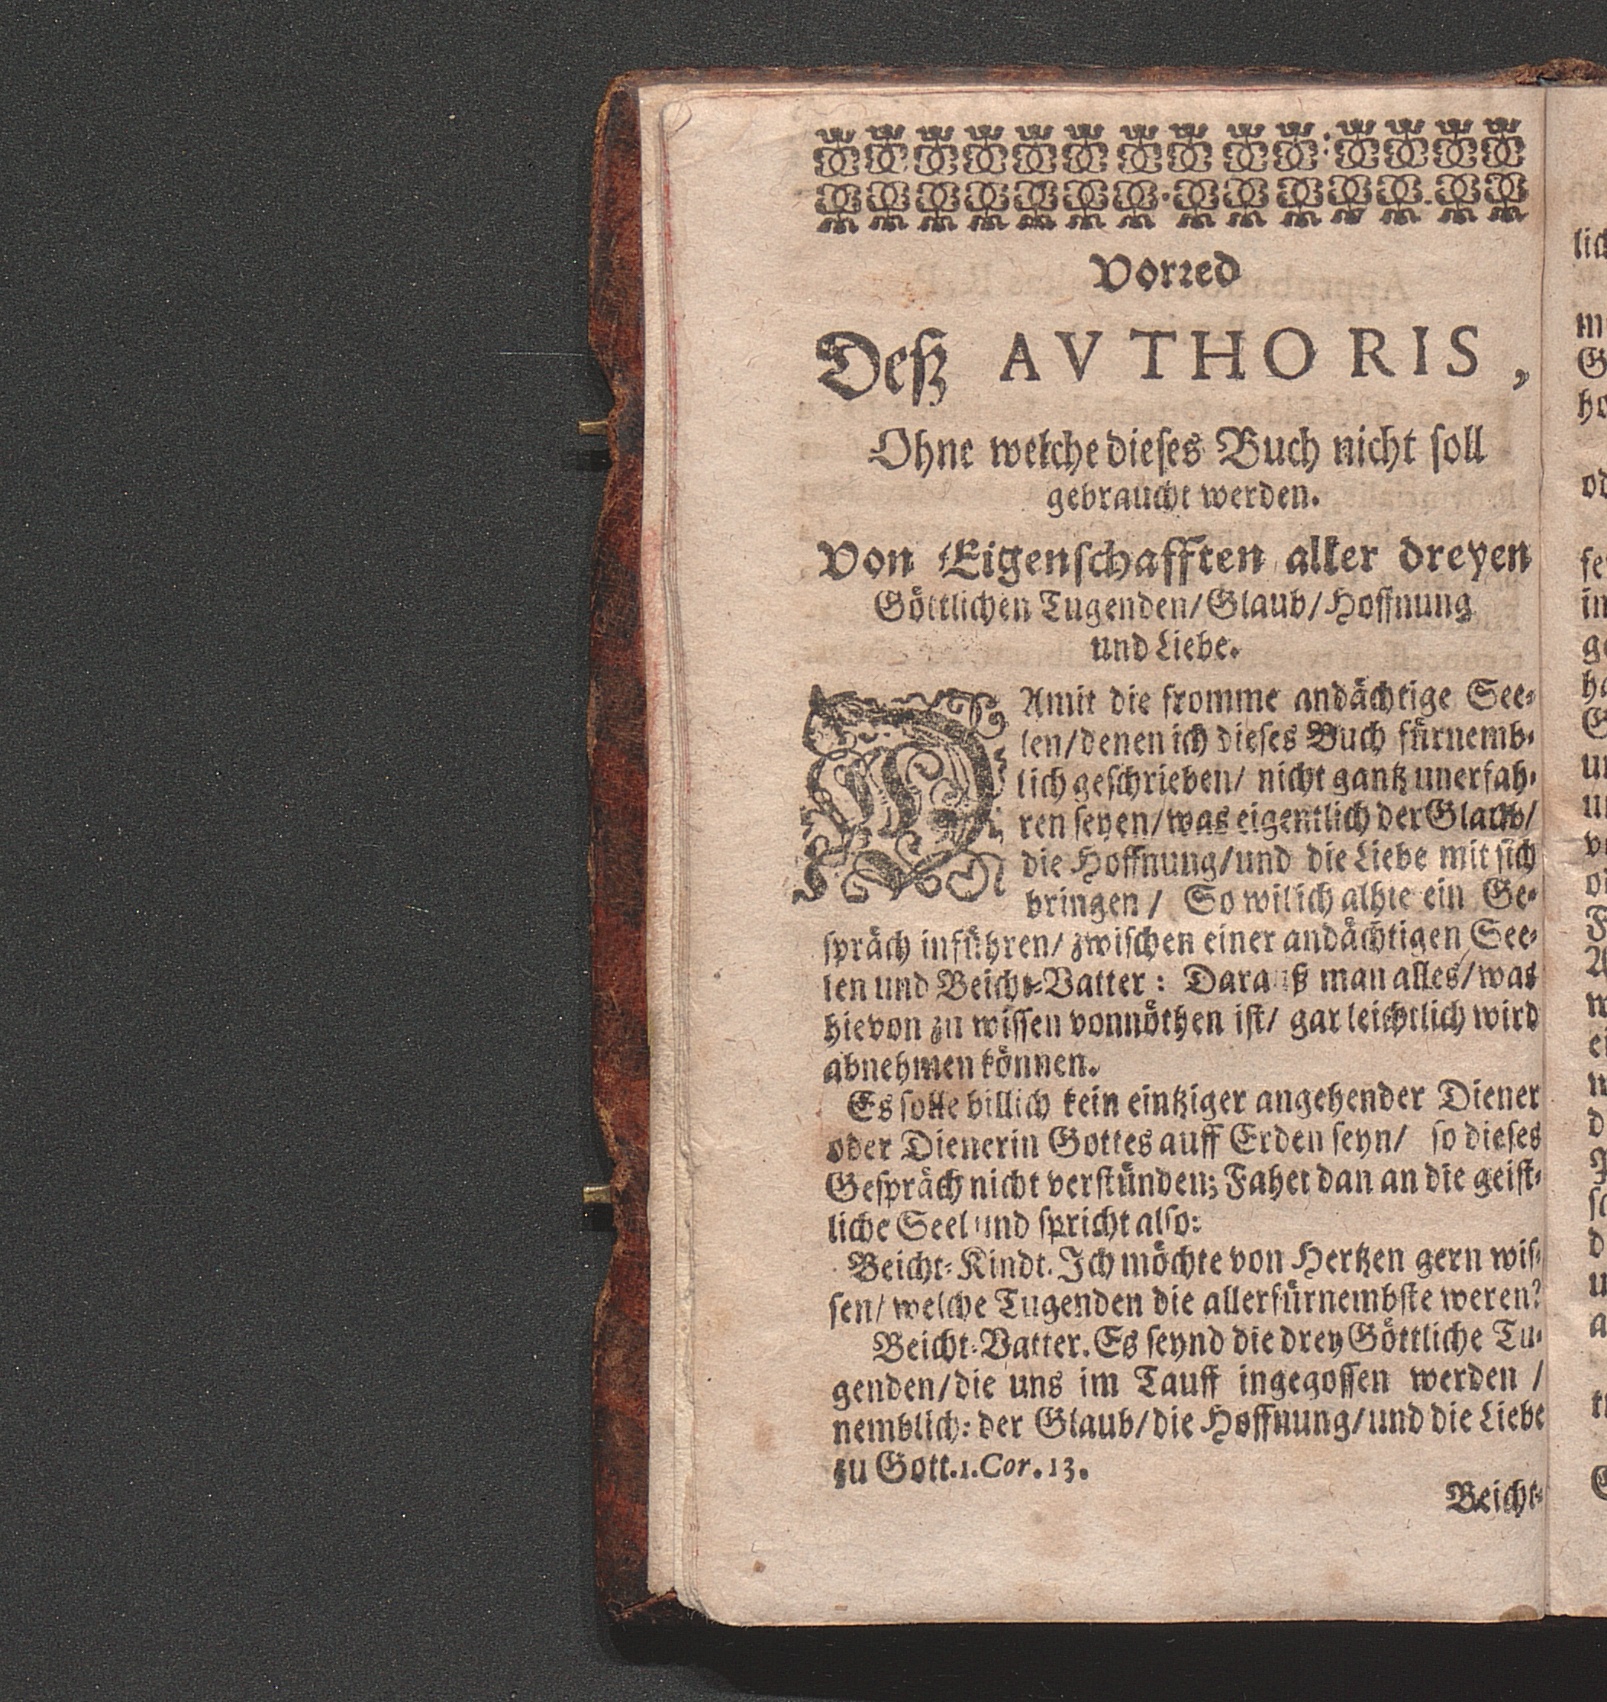 Vorred
Deß AVTHORIS,
Ohne welche dieses Buch nicht soll
gebraucht werden.
Von Eigenschafften aller dreyen
Göttlichen Tugenden/Glaub/Hoffnung
und Liebe.
DAmit die fromme andächtige See-
len/denen ich dieses Buch fürnemb-
lich geschrieben/ nicht gantz unerfah-
ren seyen/was eigentlich der Glaub/
die Hoffnung/und die Liebe mit sich
bringen/ So wil ich alhie ein Ge-
spräch inführen/ zwischen einer andächtigen See-
len und Beicht-Vatter: Darauß man alles/was
hievon zu wissen vonnöthen ist/ gar leichtlich wird
abnehmen können.
Es solle billich kein eintziger angehender Diener
oder Dienerin Gottes auff Erden seyn/ so dieses
Gespräch nicht verstünden; Fahet dan an die geist-
liche Seel und spricht also:
Beicht-Kindt. Ich möchte von Hertzen gern wis-
sen/ welche Tugenden die allerfürnembste weren?
Beicht-Vatter. Es seynd die drey Göttliche Tu-
genden/die uns im Tauff ingegossen werden /
nemblich: der Glaub/die Hoffnung/und die Liebe
zu Gott.1.Cor.13.
Beicht-